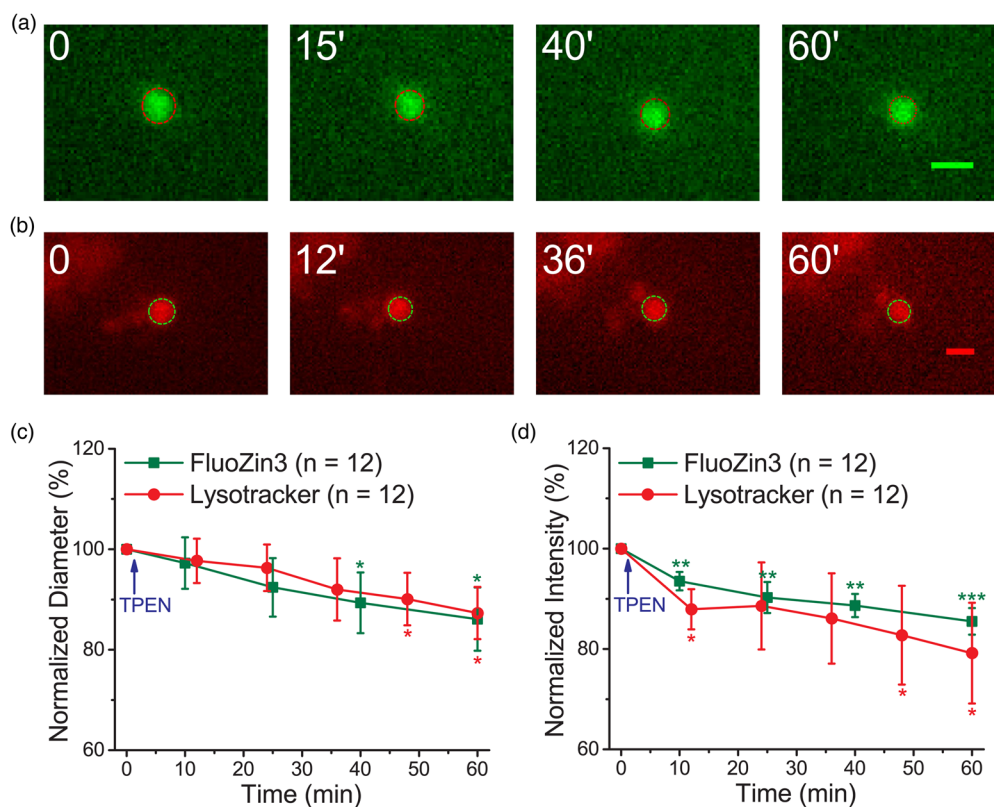 (a)
0
15'
40'
60'
(b)
0
12'
36'
60'
(c)
Normalized Diameter (%)
120
100
80
60
FluoZin3 (n = 12)
Lysotracker (n = 12)
TPEN
*
*
*
*
0
10
20
30
40
50
60
Time (min)
(d)
Normalized Intensity (%)
120
100
80
60
FluoZin3 (n = 12)
Lysotracker (n = 12)
TPEN
**
**
**
***
*
*
*
0
10
20
30
40
50
60
Time (min)